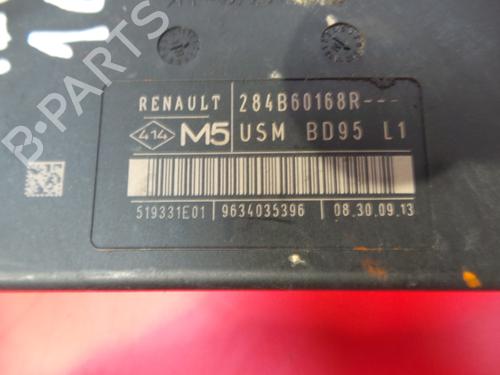 RENAULT 284B60168R---
414 M5 USM BD95 L1
519331E01 9634035396 08.30.09.13
B-PARTS